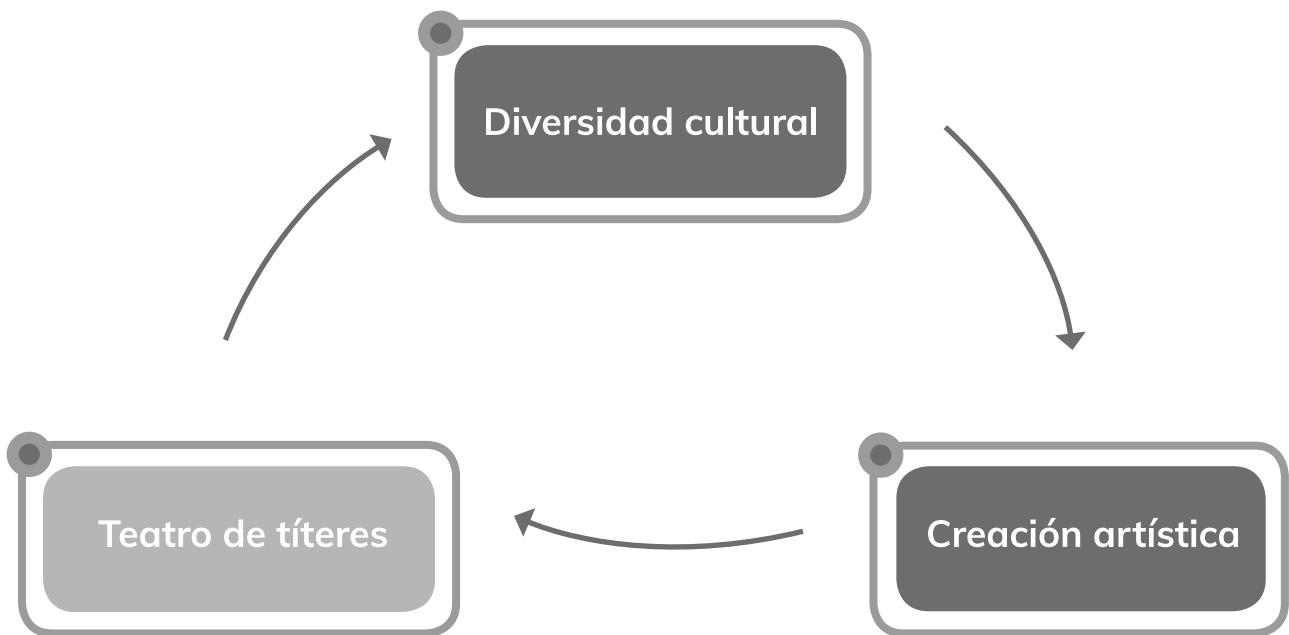 Diversidad cultural
Teatro de títeres
Creación artística